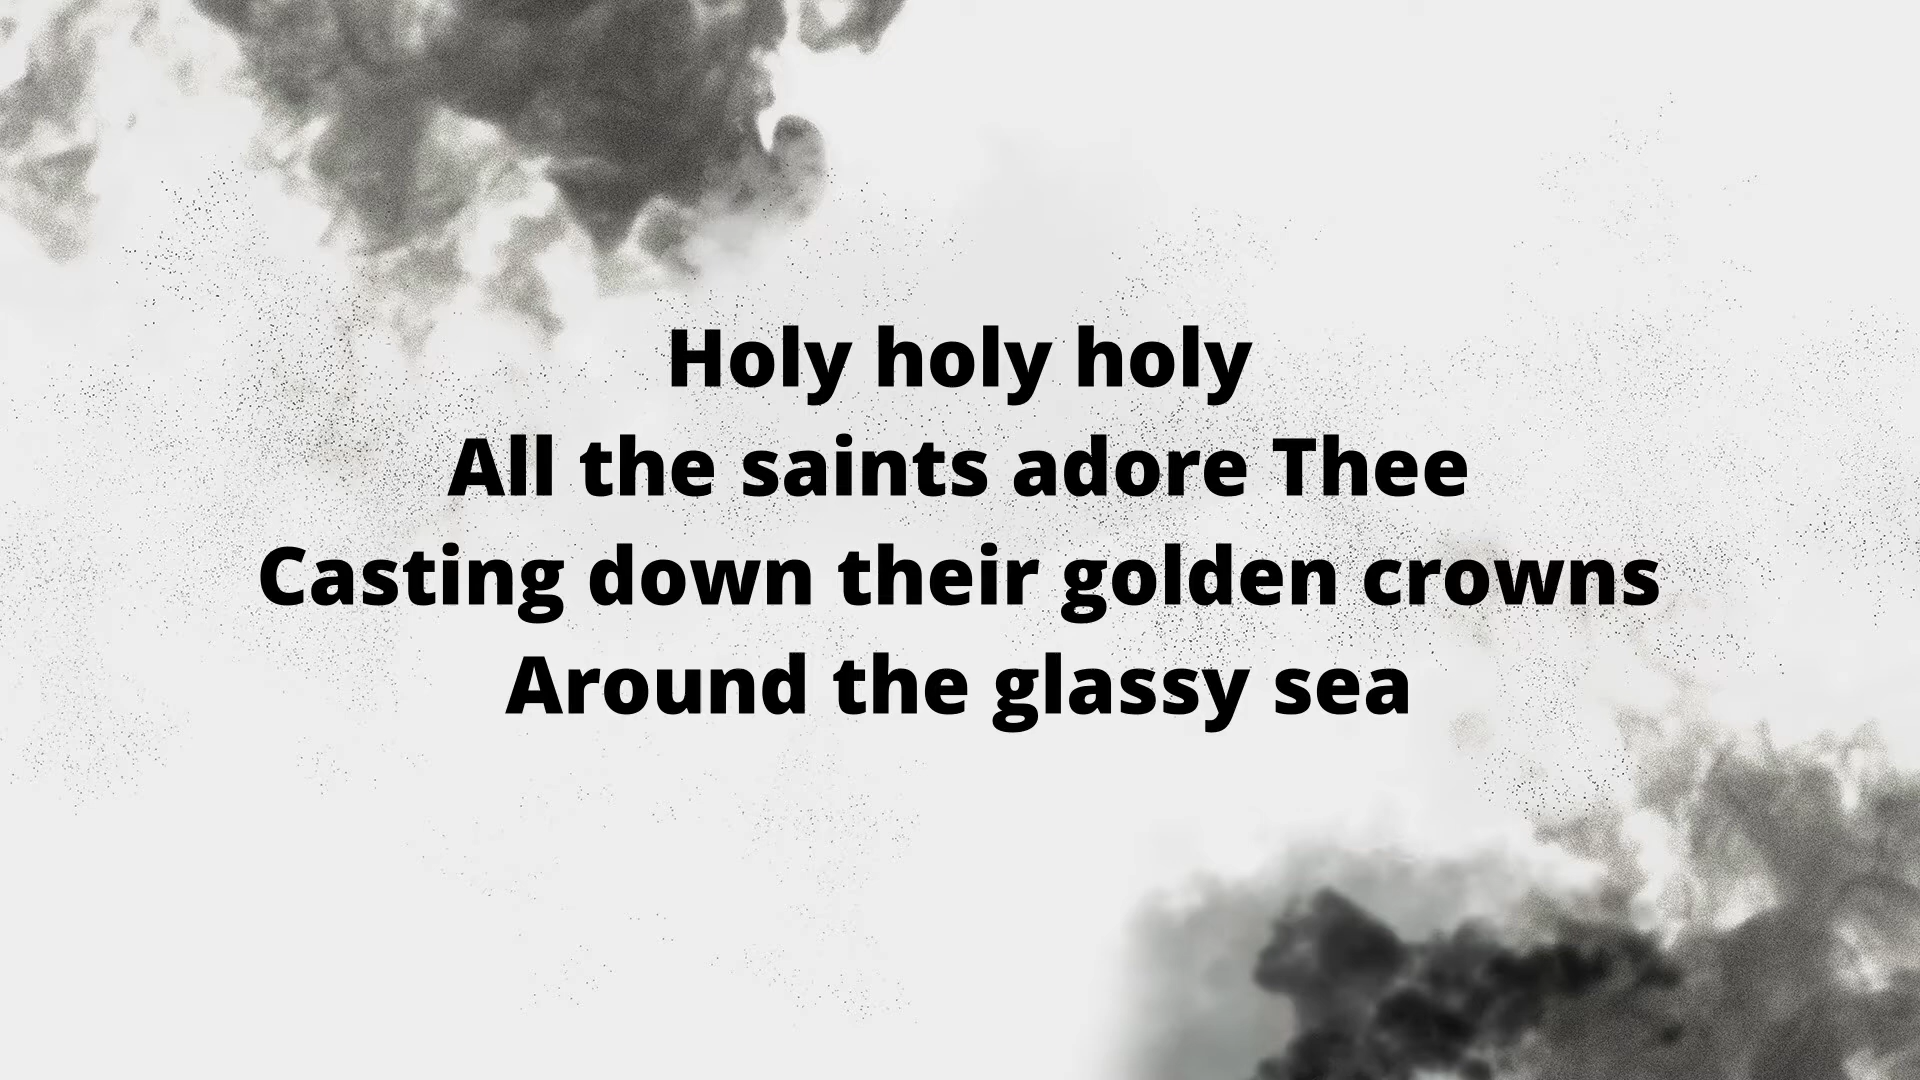 Holy holy holy
All the saints adore Thee
Casting down their golden crowns
Around the glassy sea